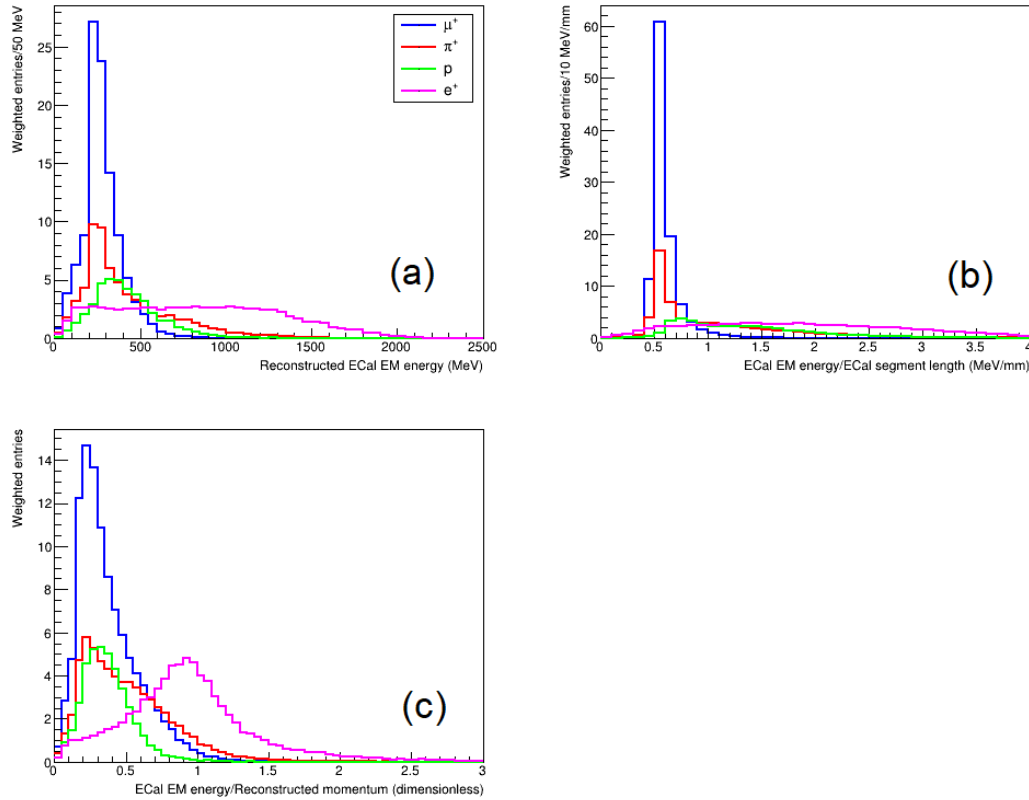 Weighted entries/50 MeV
25
20
15
10
5
0
μ⁺
π⁺
p
e⁺
(a)
0 500 1000 1500 2000 2500
Reconstructed ECal EM energy (MeV)
Weighted entries/10 MeV/mm
60
50
40
30
20
10
0
(b)
0 0.5 1 1.5 2 2.5 3 3.5 4
ECal EM energy/ECal segment length (MeV/mm)
Weighted entries
14
12
10
8
6
4
2
0
(c)
0 0.5 1 1.5 2 2.5 3
ECal EM energy/Reconstructed momentum (dimensionless)